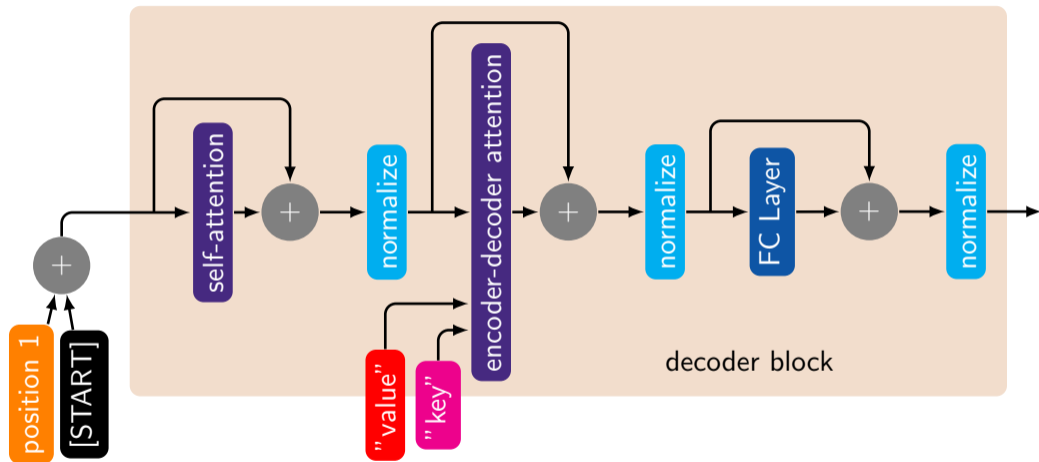 position 1
[START]
+
self-attention
+
normalize
"value"
"key"
encoder-decoder attention
+
normalize
FC Layer
+
normalize
decoder block